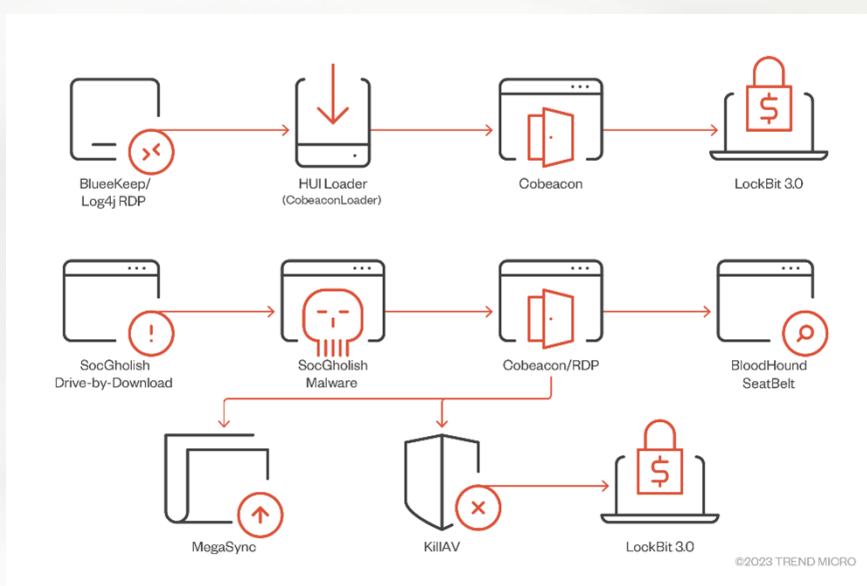 BlueeKeep/
Log4j RDP
HUI Loader
(CobeaconLoader)
Cobeacon
LockBit 3.0
SocGholish
Drive-by-Download
SocGholish
Malware
Cobeacon/RDP
BloodHound
SeatBelt
MegaSync
KillAV
LockBit 3.0
©2023 TREND MICRO